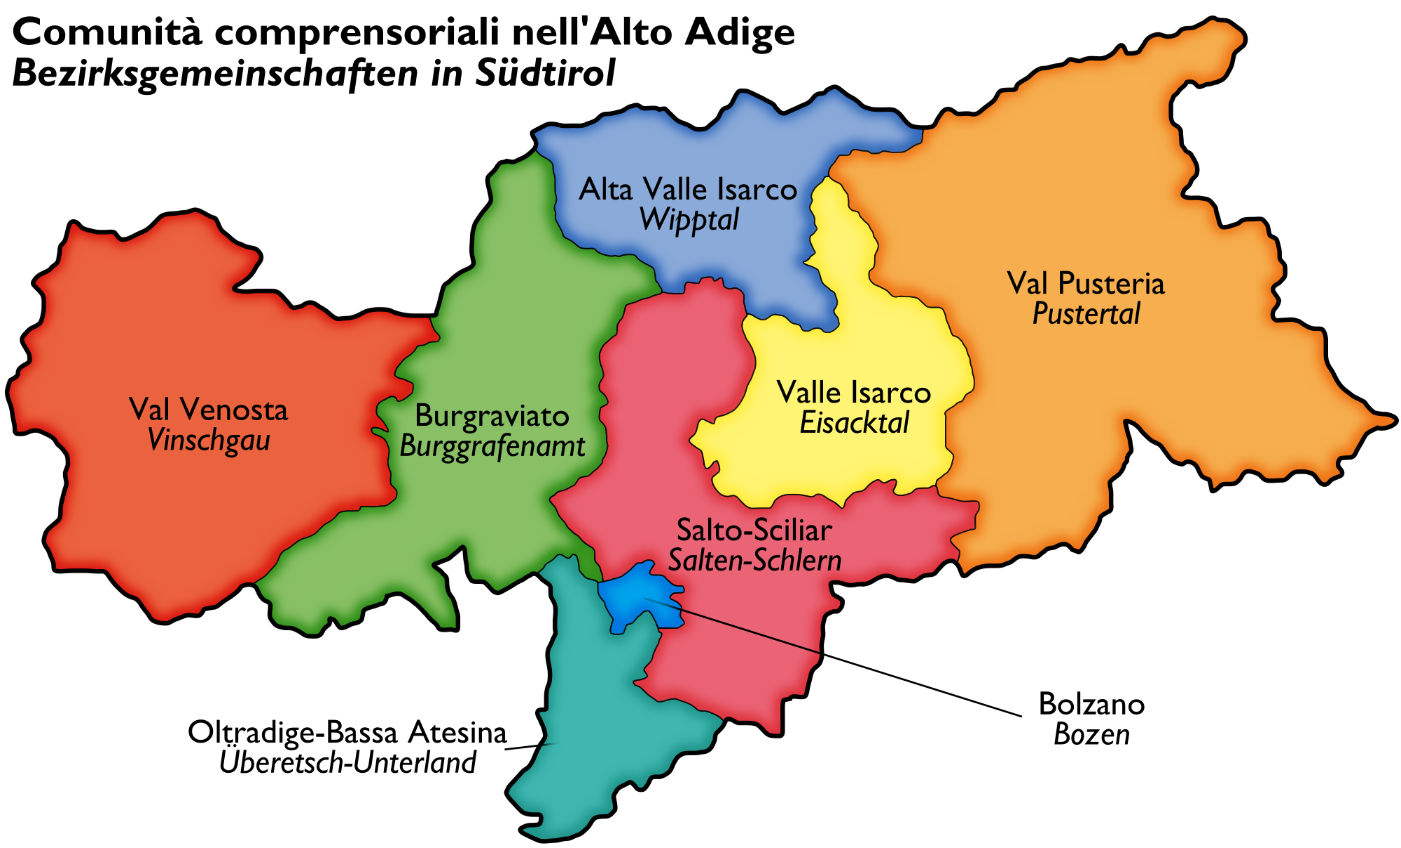 Comunità comprensoriali nell'Alto Adige
Bezirksgemeinschaften in Südtirol
Alta Valle Isarco
Wipptal
Val Pusteria
Pustertal
Valle Isarco
Eisacktal
Val Venosta
Vinschgau
Burgraviato
Burggrafenamt
Salto-Sciliar
Salten-Schlern
Bolzano
Bozen
Oltradige-Bassa Atesina
Überetsch-Unterland